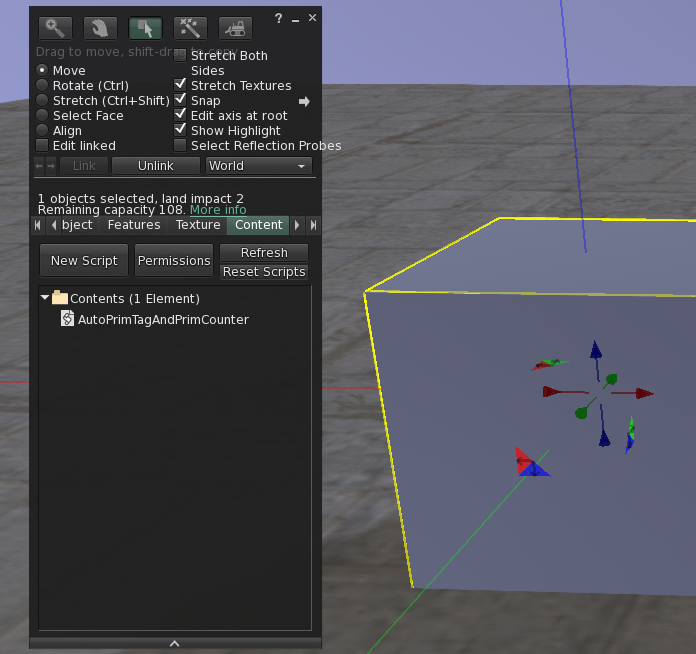 ?
Drag to move, shift-drag to copy
Stretch Both
Sides
Move
Rotate (Ctrl)
Stretch Textures
Stretch (Ctrl+Shift)
Snap
Select Face
Edit axis at root
Align
Show Highlight
Edit linked
Select Reflection Probes
Link
Unlink
World
1 objects selected, land impact 2
Remaining capacity 108. More info
bject
Features
Texture
Content
New Script
Permissions
Refresh
Reset Scripts
Contents (1 Element)
AutoPrimTagAndPrimCounter